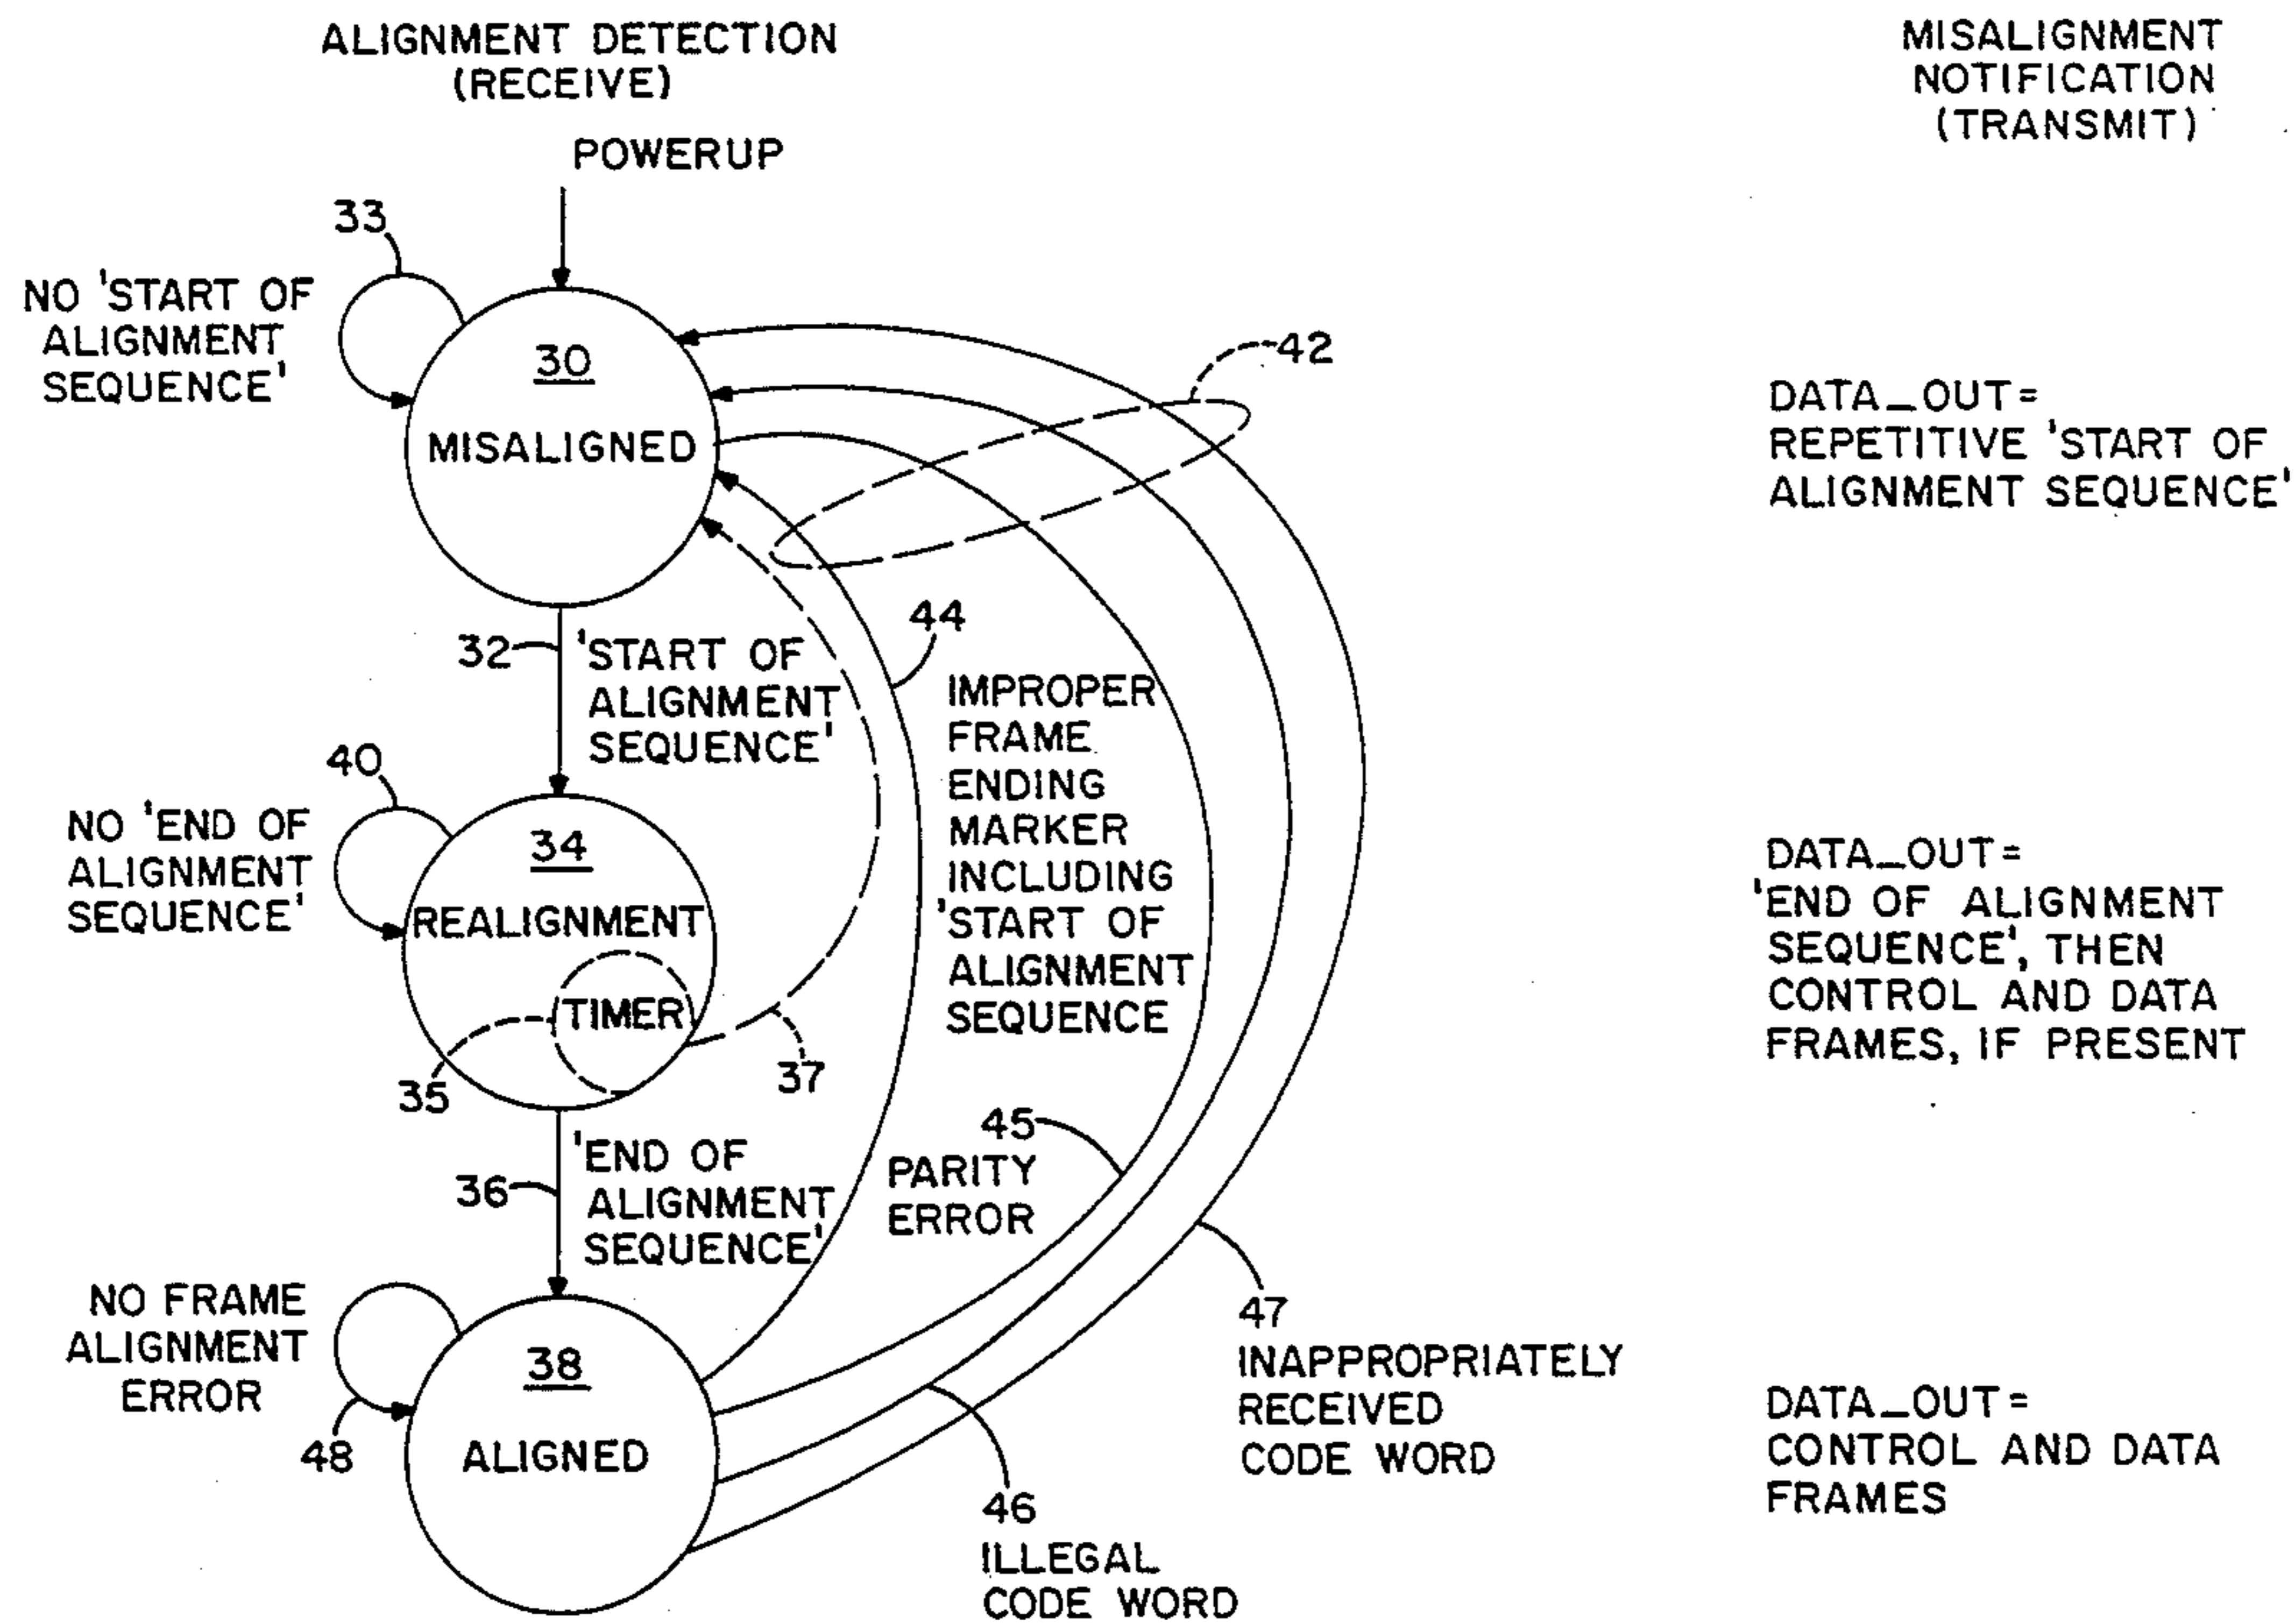 ALIGNMENT DETECTION
(RECEIVE)
MISALIGNMENT
NOTIFICATION
(TRANSMIT)
POWERUP
33
NO 'START OF
ALIGNMENT
SEQUENCE'
30
MISALIGNED
42
DATA_OUT=
REPETITIVE 'START OF
ALIGNMENT SEQUENCE'
32
'START OF
ALIGNMENT
SEQUENCE'
44
IMPROPER
FRAME
ENDING
MARKER
INCLUDING
'START OF
ALIGNMENT
SEQUENCE
40
NO 'END OF
ALIGNMENT
SEQUENCE'
34
REALIGNMENT
TIMER
35
37
DATA_OUT=
'END OF ALIGNMENT
SEQUENCE', THEN
CONTROL AND DATA
FRAMES, IF PRESENT
36
'END OF
ALIGNMENT
SEQUENCE'
45
PARITY
ERROR
NO FRAME
ALIGNMENT
ERROR
48
38
ALIGNED
47
INAPPROPRIATELY
RECEIVED
CODE WORD
46
ILLEGAL
CODE WORD
DATA_OUT=
CONTROL AND DATA
FRAMES